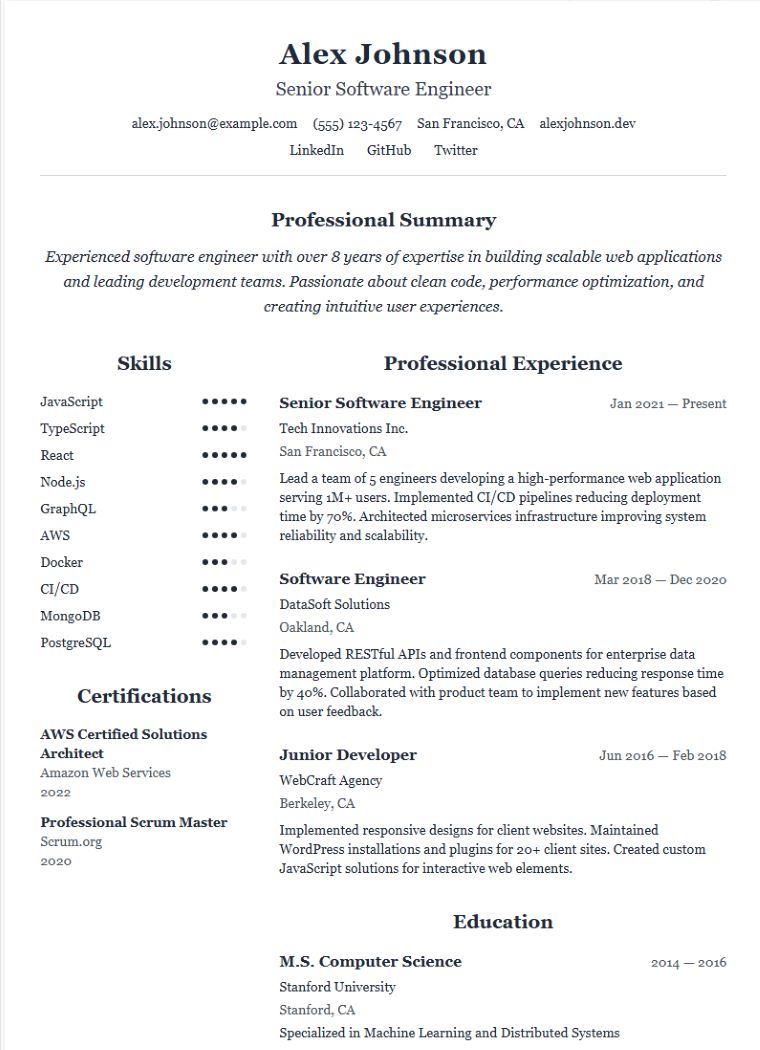 Alex Johnson
Senior Software Engineer
alex.johnson@example.com (555) 123-4567 San Francisco, CA alexjohnson.dev
LinkedIn GitHub Twitter
Professional Summary
Experienced software engineer with over 8 years of expertise in building scalable web applications
and leading development teams. Passionate about clean code, performance optimization, and
creating intuitive user experiences.
Skills
JavaScript
TypeScript
React
Node.js
GraphQL
AWS
Docker
CI/CD
MongoDB
PostgreSQL
Certifications
AWS Certified Solutions
Architect
Amazon Web Services
2022
Professional Scrum Master
Scrum.org
2020
Professional Experience
Senior Software Engineer Jan 2021 — Present
Tech Innovations Inc.
San Francisco, CA
Lead a team of 5 engineers developing a high-performance web application
serving 1M+ users. Implemented CI/CD pipelines reducing deployment
time by 70%. Architected microservices infrastructure improving system
reliability and scalability.
Software Engineer Mar 2018 — Dec 2020
DataSoft Solutions
Oakland, CA
Developed RESTful APIs and frontend components for enterprise data
management platform. Optimized database queries reducing response time
by 40%. Collaborated with product team to implement new features based
on user feedback.
Junior Developer Jun 2016 — Feb 2018
WebCraft Agency
Berkeley, CA
Implemented responsive designs for client websites. Maintained
WordPress installations and plugins for 20+ client sites. Created custom
JavaScript solutions for interactive web elements.
Education
M.S. Computer Science 2014 — 2016
Stanford University
Stanford, CA
Specialized in Machine Learning and Distributed Systems